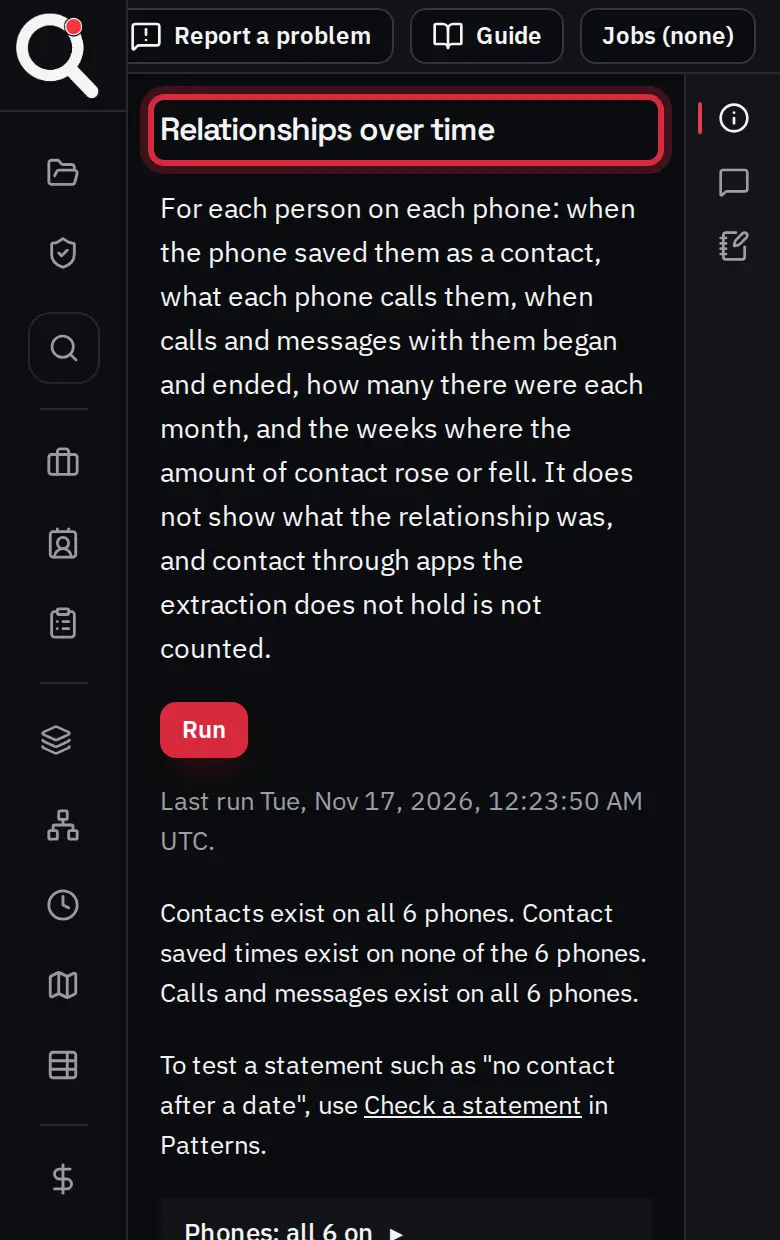 Report a problem
Guide
Jobs (none)
Relationships over time
For each person on each phone: when
the phone saved them as a contact,
what each phone calls them, when
calls and messages with them began
and ended, how many there were each
month, and the weeks where the
amount of contact rose or fell. It does
not show what the relationship was,
and contact through apps the
extraction does not hold is not
counted.
Run
Last run Tue, Nov 17, 2026, 12:23:50 AM
UTC.
Contacts exist on all 6 phones. Contact
saved times exist on none of the 6 phones.
Calls and messages exist on all 6 phones.
To test a statement such as "no contact
after a date", use Check a statement in
Patterns.
Phones: all 6 on ▸